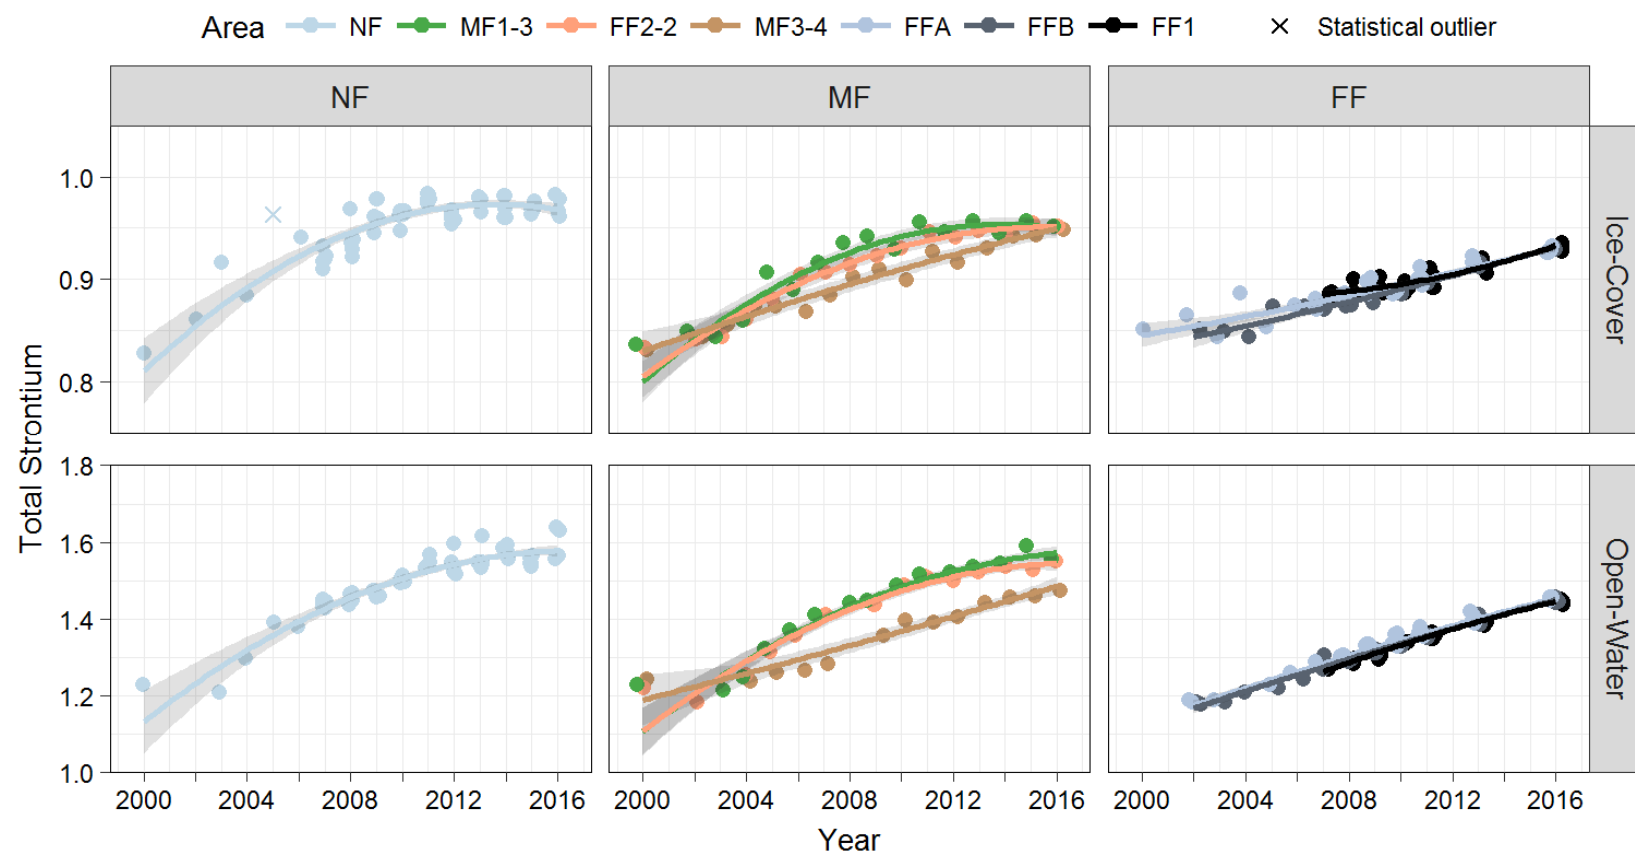 Area NF MF1-3 FF2-2 MF3-4 FFA FFB FF1 Statistical outlier
NF MF FF
1.0
0.9
0.8
Ice-Cover
Total Strontium
1.8
1.6
1.4
1.2
1.0
Open-Water
2000 2004 2008 2012 2016 2000 2004 2008 2012 2016 2000 2004 2008 2012 2016
Year